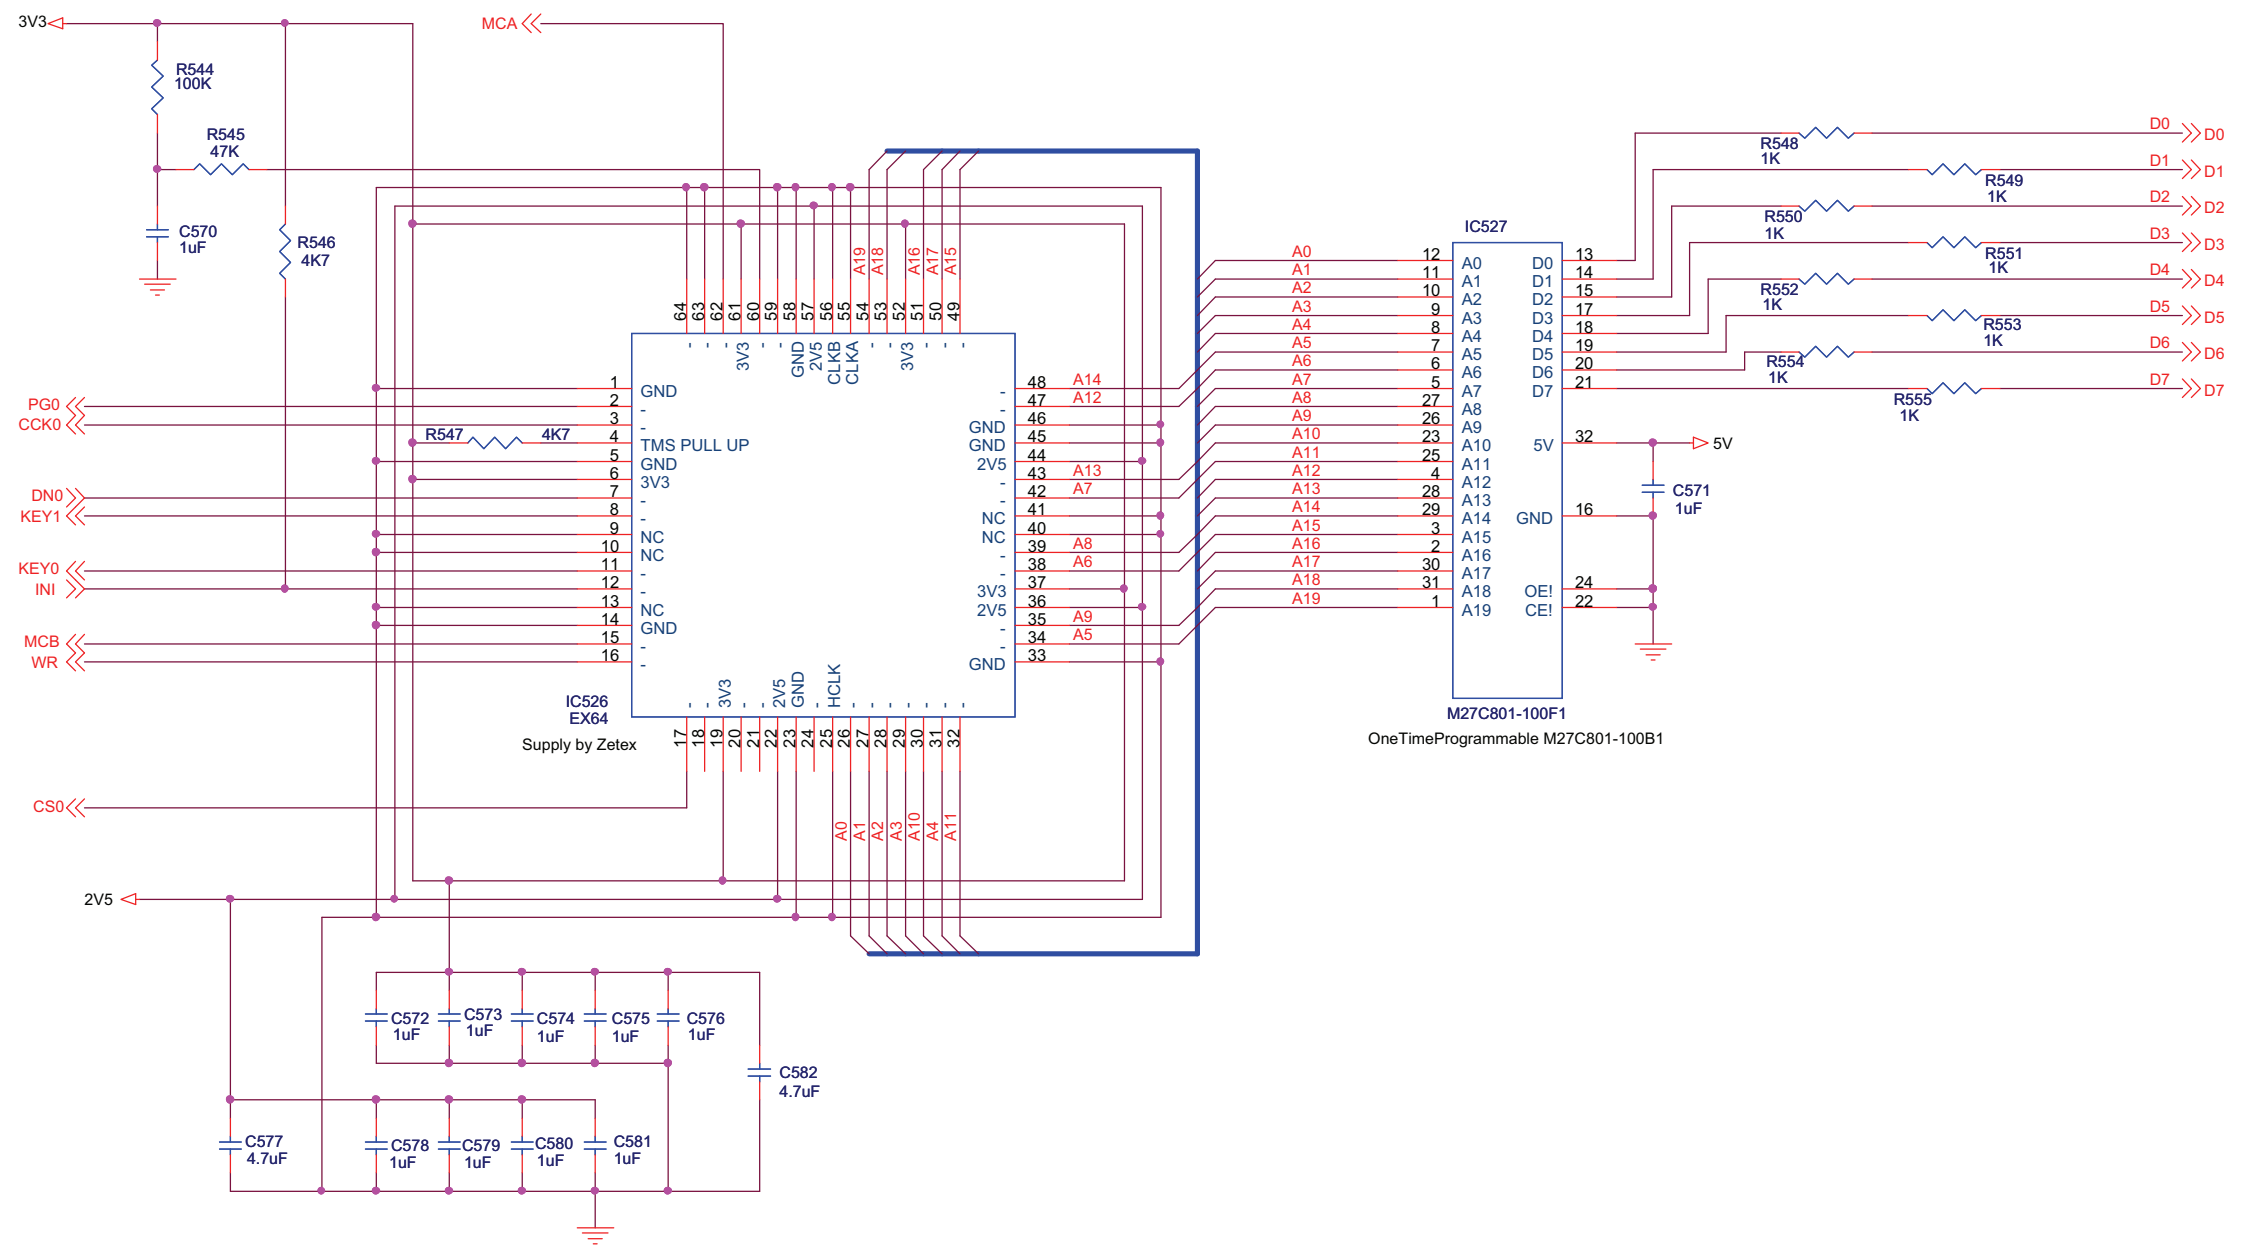 3V3
MCA
R544
100K
R545
47K
C570
1uF
R546
4K7
A19
A18
A16
A17
A15
64
63
62
61
60
59
58
57
56
55
54
53
52
51
50
49
-
-
-
3V3
-
-
GND
2V5
CLKB
CLKA
-
-
3V3
-
-
-
PG0
CCK0
R547
4K7
DN0
KEY1
KEY0
INI
MCB
WR
1 GND
2 -
3 -
4 TMS PULL UP
5 GND
6 3V3
7 -
8 -
9 NC
10 NC
11 -
12 -
13 NC
14 GND
15 -
16 -
- 48 A14
- 47 A12
GND 46
GND 45
2V5 44
- 43 A13
- 42 A7
NC 41
NC 40
- 39 A8
- 38 A6
3V3 37
2V5 36
- 35 A9
- 34 A5
GND 33
-
-
3V3
-
-
2V5
GND
-
HCLK
-
-
-
-
-
-
-
17
18
19
20
21
22
23
24
25
26
27
28
29
30
31
32
IC526
EX64
Supply by Zetex
CS0
A0
A1
A2
A3
A10
A4
A11
2V5
C572
1uF
C573
1uF
C574
1uF
C575
1uF
C576
1uF
C582
4.7uF
C577
4.7uF
C578
1uF
C579
1uF
C580
1uF
C581
1uF
IC527
A0 12 A0
A1 11 A1
A2 10 A2
A3 9 A3
A4 8 A4
A5 7 A5
A6 6 A6
A7 5 A7
A8 27 A8
A9 26 A9
A10 23 A10
A11 25 A11
A12 4 A12
A13 28 A13
A14 29 A14
A15 3 A15
A16 2 A16
A17 30 A17
A18 31 A18
A19 1 A19
D0 13
D1 14
D2 15
D3 17
D4 18
D5 19
D6 20
D7 21
5V 32
5V
GND 16
OE! 24
CE! 22
C571
1uF
M27C801-100F1
OneTimeProgrammable M27C801-100B1
R548
1K
D0 D0
R549
1K
D1 D1
R550
1K
D2 D2
R551
1K
D3 D3
R552
1K
D4 D4
R553
1K
D5 D5
R554
1K
D6 D6
R555
1K
D7 D7